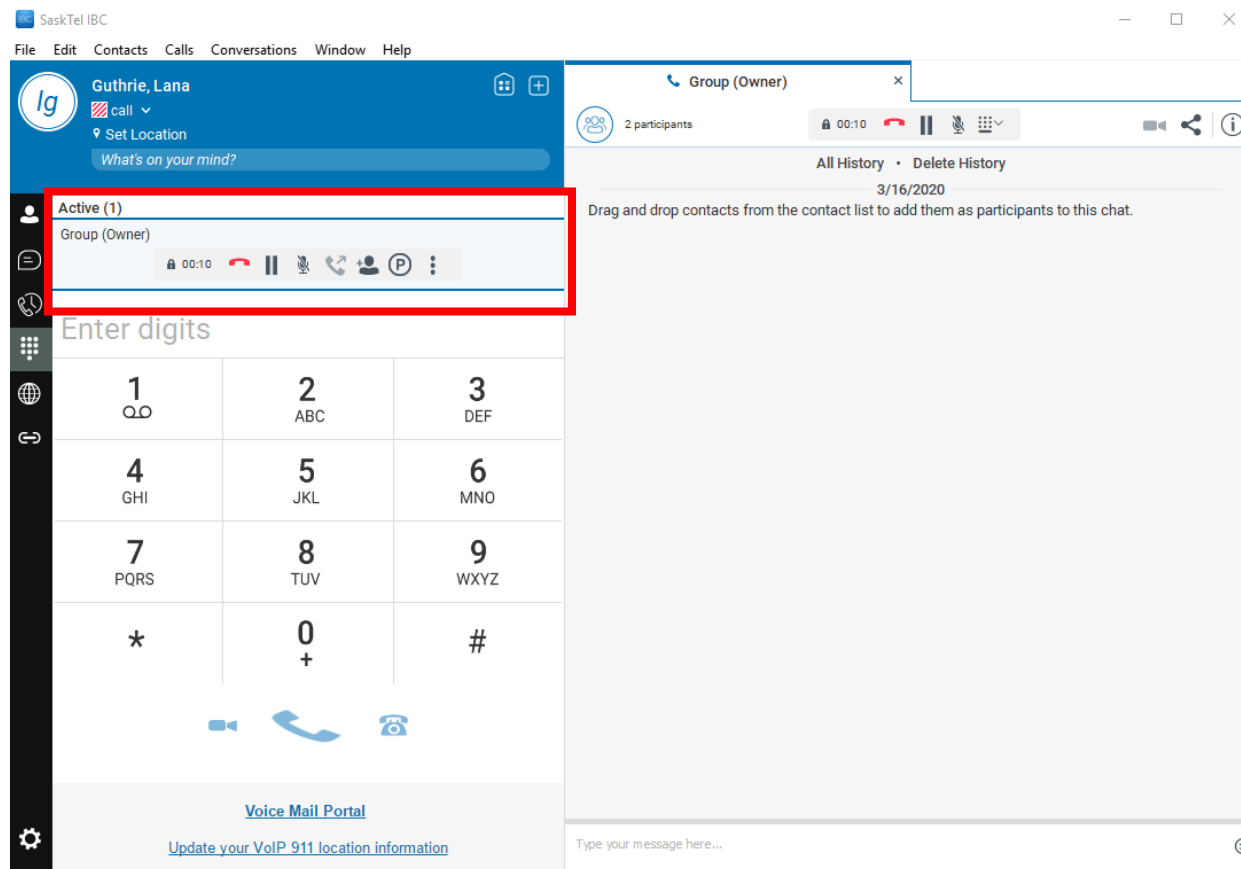 IBC SaskTel IBC
File Edit Contacts Calls Conversations Window Help
lg
Guthrie, Lana
call
Set Location
What's on your mind?
Active (1)
Group (Owner)
00:10
P
Enter digits
1 2 3
ABC DEF
4 5 6
GHI JKL MNO
7 8 9
PQRS TUV WXYZ
* 0 #
+
Voice Mail Portal
Update your VoIP 911 location information
Group (Owner) ×
2 participants 00:10
All History • Delete History
3/16/2020
Drag and drop contacts from the contact list to add them as participants to this chat.
Type your message here...